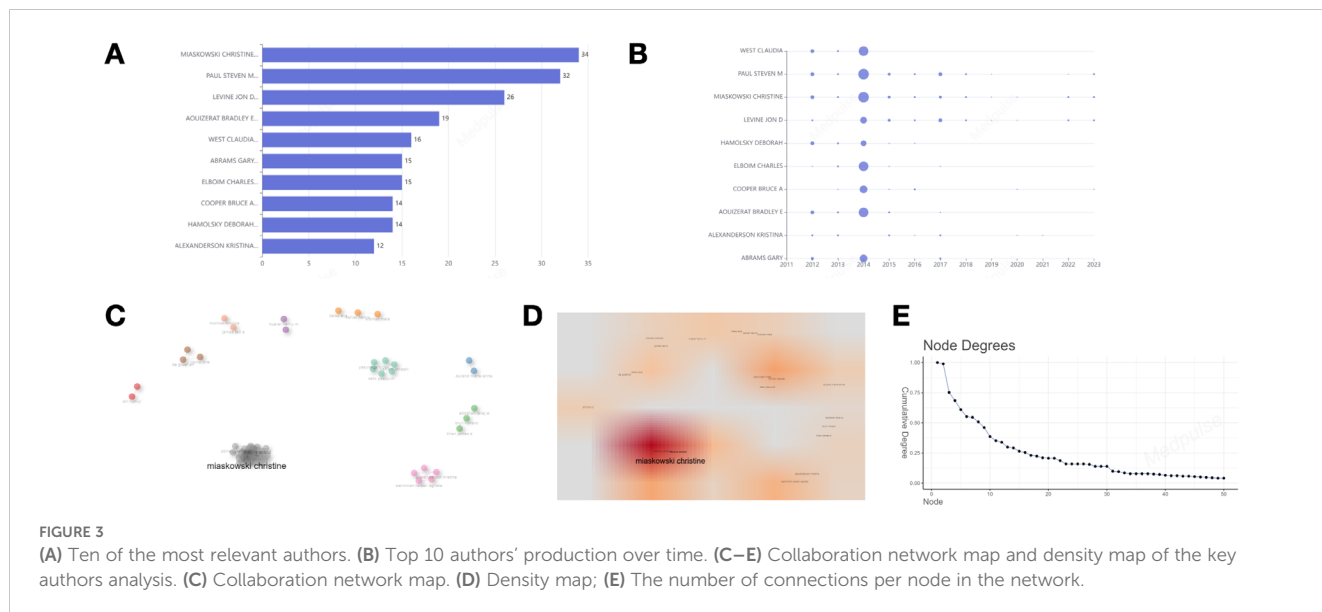 A
MIASKOWSKI CHRISTINE...
34
PAUL STEVEN M...
32
LEVINE JON D...
26
AOUIZERAT BRADLEY E...
19
WEST CLAUDIA...
16
ABRAMS GARY...
15
ELBOIM CHARLES...
15
COOPER BRUCE A...
14
HAMOLSKY DEBORAH...
14
ALEXANDERSON KRISTINA...
12
0 5 10 15 20 25 30 35
B
WEST CLAUDIA
PAUL STEVEN M
MIASKOWSKI CHRISTINE
LEVINE JON D
HAMOLSKY DEBORAH
ELBOIM CHARLES
COOPER BRUCE A
AOUIZERAT BRADLEY E
ALEXANDERSON KRISTINA
ABRAMS GARY
2011 2012 2013 2014 2015 2016 2017 2018 2019 2020 2021 2022 2023
Medpulse
C
miaskowski christine
D
miaskowski christine
E
Node Degrees
Cumulative Degree
1.00
0.75
0.50
0.25
0.00
0 10 20 30 40 50
Node
Medpulse
FIGURE 3
(A) Ten of the most relevant authors. (B) Top 10 authors' production over time. (C–E) Collaboration network map and density map of the key
authors analysis. (C) Collaboration network map. (D) Density map; (E) The number of connections per node in the network.